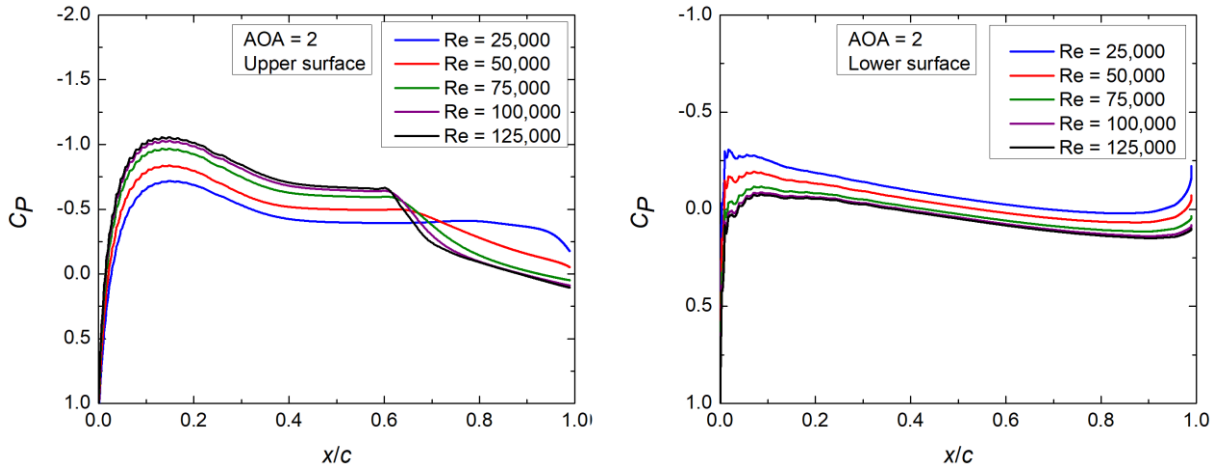 AOA = 2
Upper surface
Re = 25,000
Re = 50,000
Re = 75,000
Re = 100,000
Re = 125,000
-2.0
-1.5
-1.0
-0.5
0.0
0.5
1.0
CP
0.0
0.2
0.4
0.6
0.8
1.0
x/c
AOA = 2
Lower surface
Re = 25,000
Re = 50,000
Re = 75,000
Re = 100,000
Re = 125,000
-1.0
-0.5
0.0
0.5
1.0
CP
0.0
0.2
0.4
0.6
0.8
1.0
x/c